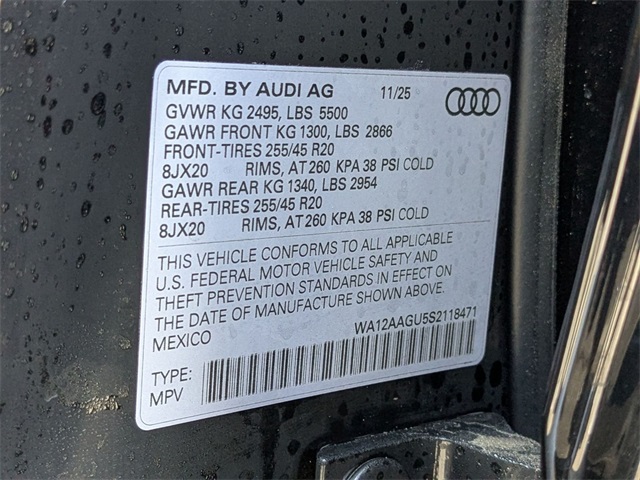 MFD. BY AUDI AG 11/25
GVWR KG 2495, LBS 5500
GAWR FRONT KG 1300, LBS 2866
FRONT-TIRES 255/45 R20
8JX20 RIMS, AT 260 KPA 38 PSI COLD
GAWR REAR KG 1340, LBS 2954
REAR-TIRES 255/45 R20
8JX20 RIMS, AT 260 KPA 38 PSI COLD
THIS VEHICLE CONFORMS TO ALL APPLICABLE
U.S. FEDERAL MOTOR VEHICLE SAFETY AND
THEFT PREVENTION STANDARDS IN EFFECT ON
THE DATE OF MANUFACTURE SHOWN ABOVE.
MEXICO WA12AAGU5S2118471
TYPE:
MPV